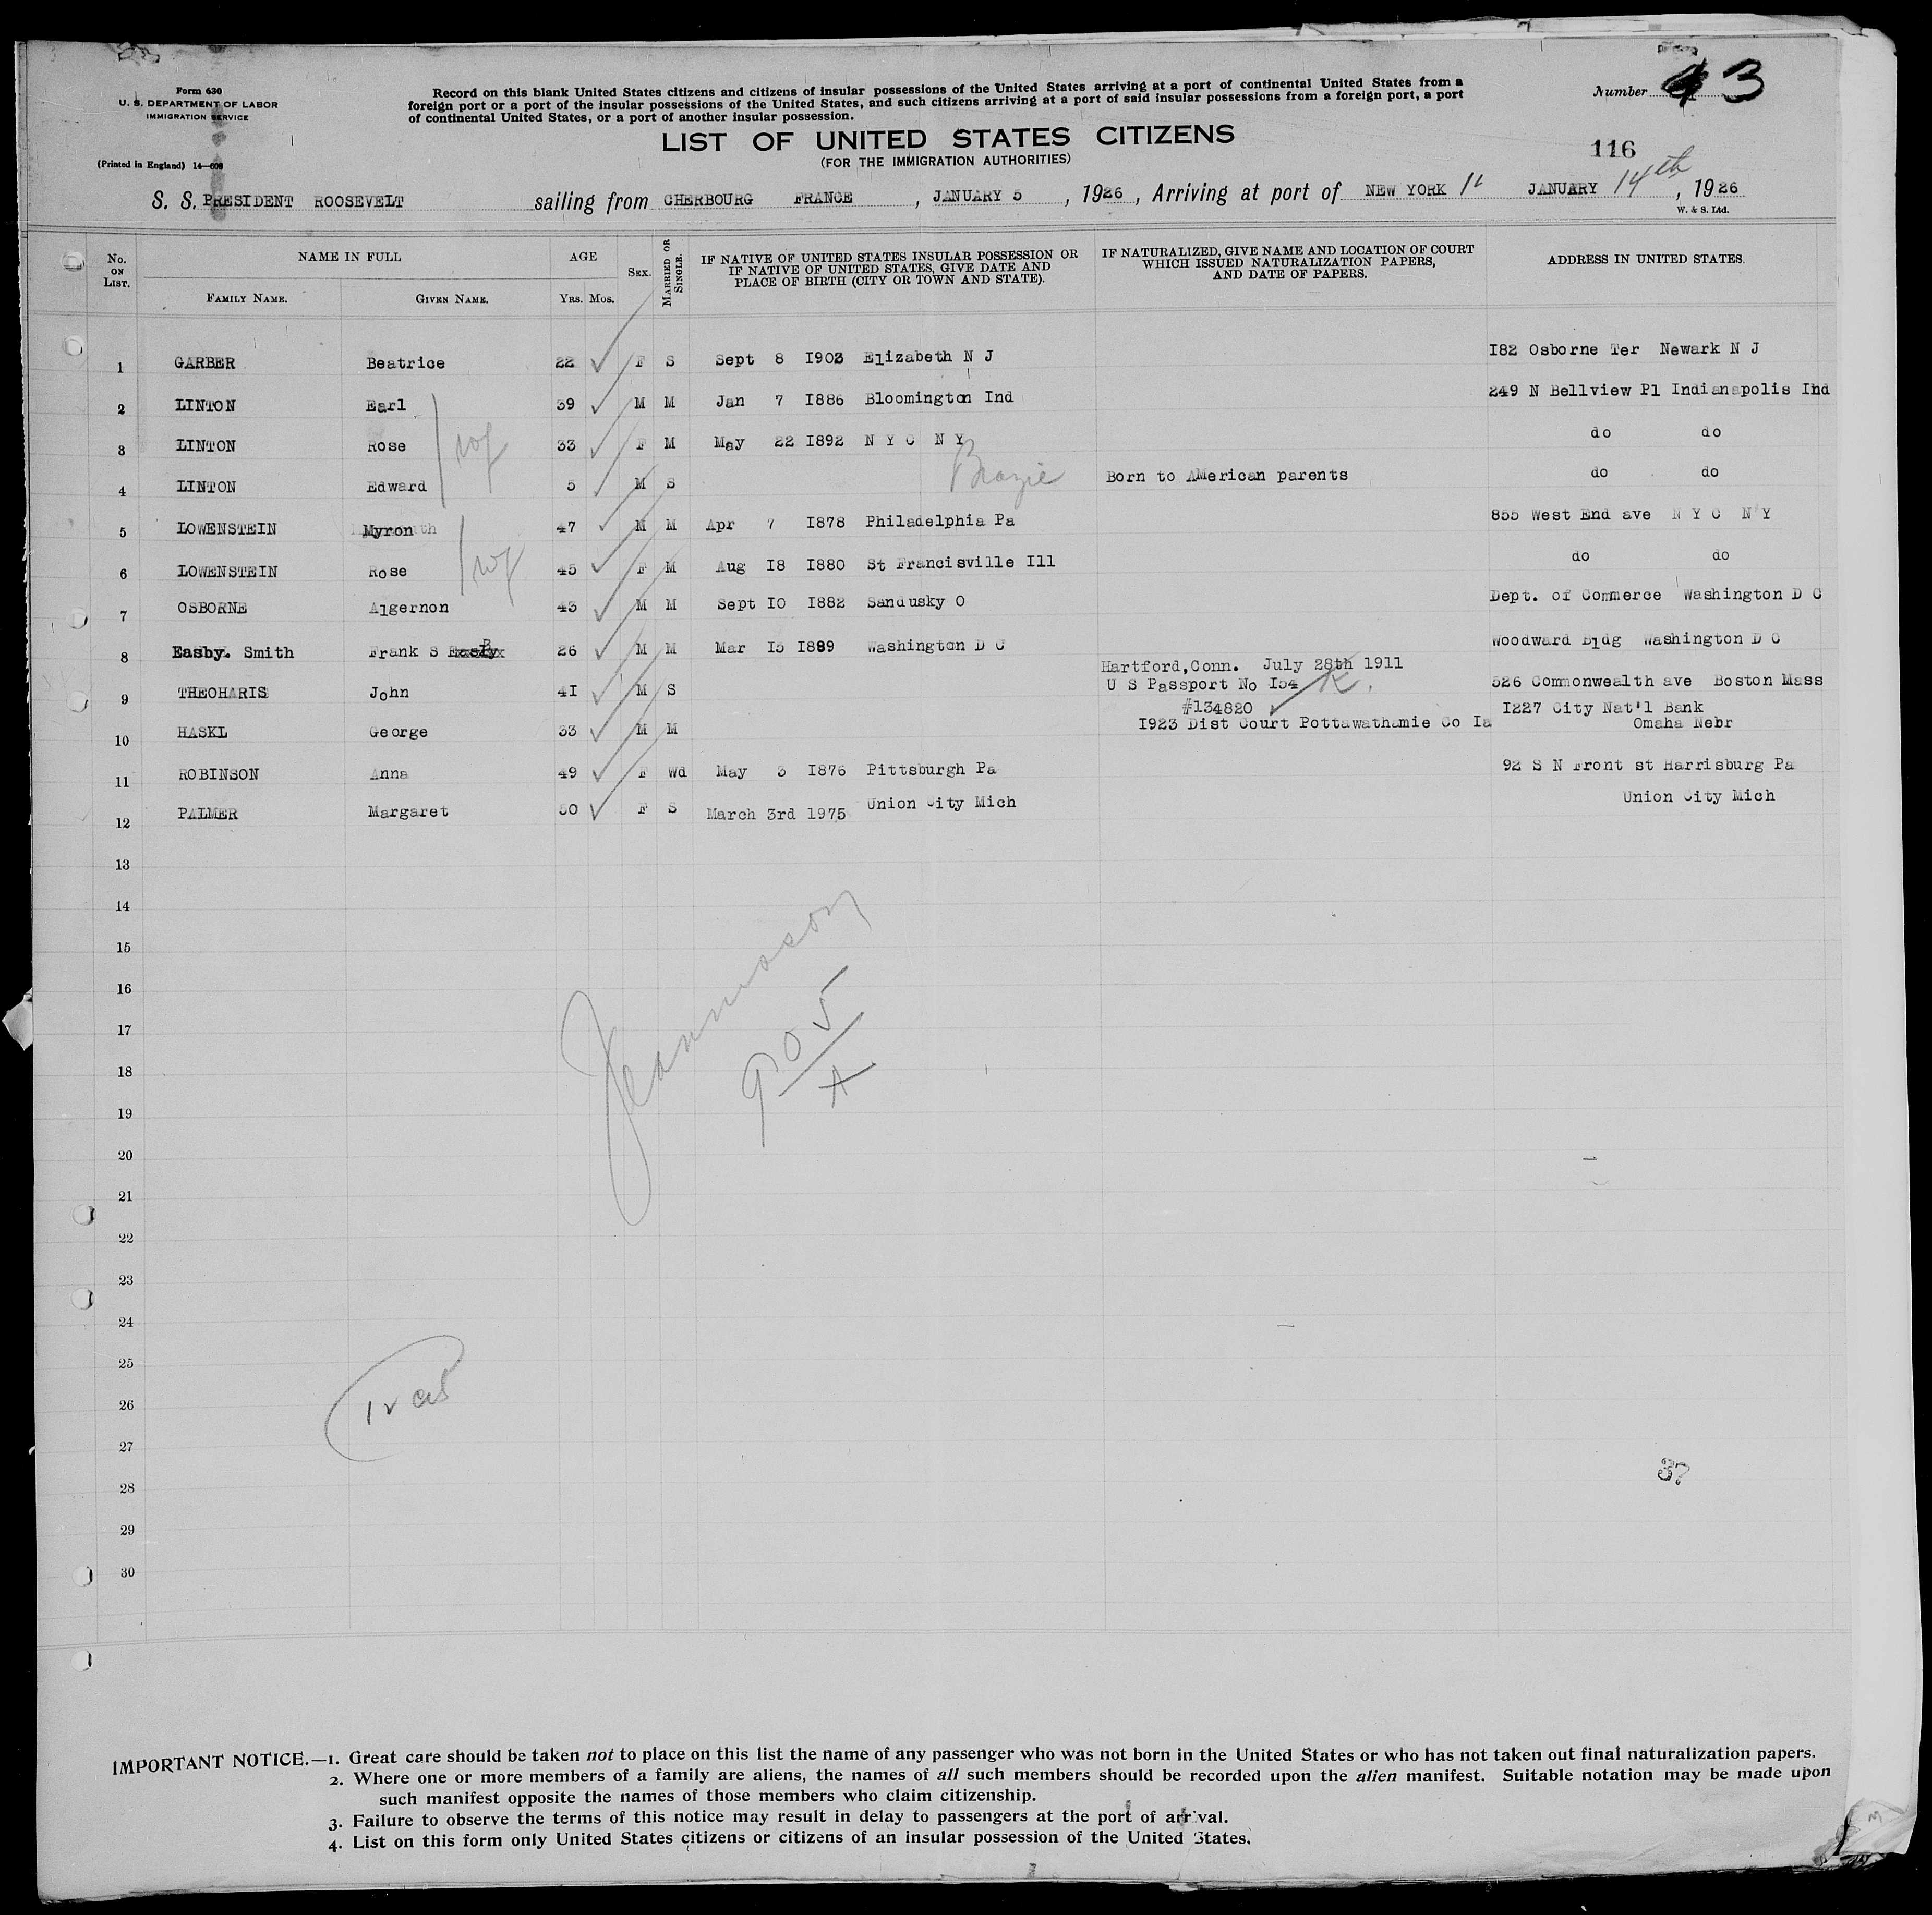 Form 630
U. S. DEPARTMENT OF LABOR
IMMIGRATION SERVICE
(Printed in England) 14—608
Record on this blank United States citizens and citizens of insular possessions of the United States arriving at a port of continental United States from a
foreign port or a port of the insular possessions of the United States, and such citizens arriving at a port of said insular possessions from a foreign port, a port
of continental United States, or a port of another insular possession.
Number 3
LIST OF UNITED STATES CITIZENS
(FOR THE IMMIGRATION AUTHORITIES)
116
S. S. PRESIDENT ROOSEVELT sailing from CHERBOURG FRANCE, JANUARY 5, 1926, Arriving at port of NEW YORK JANUARY 14th, 1926
W. & S. Ltd.
No. ON LIST. NAME IN FULL AGE SEX. MARRIED OR SINGLE. IF NATIVE OF UNITED STATES INSULAR POSSESSION OR IF NATIVE OF UNITED STATES, GIVE DATE AND PLACE OF BIRTH (CITY OR TOWN AND STATE). IF NATURALIZED, GIVE NAME AND LOCATION OF COURT WHICH ISSUED NATURALIZATION PAPERS, AND DATE OF PAPERS. ADDRESS IN UNITED STATES.
FAMILY NAME. GIVEN NAME. YRS. MOS.
1 GARBER Beatrice 22 F S Sept 8 1903 Elizabeth N J 182 Osborne Ter Newark N J
2 LINTON Earl 39 M M Jan 7 1886 Bloomington Ind 249 N Bellview Pl Indianapolis Ind
3 LINTON Rose 33 F M May 22 1892 N Y C N Y do do
4 LINTON Edward 5 M S Born to AMerican parents do do
5 LOWENSTEIN Myron 47 M M Apr 7 1878 Philadelphia Pa 855 West End ave N Y C N Y
6 LOWENSTEIN Rose 45 F M Aug 18 1880 St Francisville Ill do do
7 OSBORNE Algernon 43 M M Sept 10 1882 Sandusky O Dept. of Commerce Washington D C
8 Easby. Smith Frank S 26 M M Mar 15 1889 Washington D C Woodward Bldg Washington D C
Hartford,Conn. July 28th 1911
9 THEOHARIS John 41 M S U S Passport No 134 526 Commonwealth ave Boston Mass
#134820 1227 City Nat'l Bank
10 HASKL George 33 M M 1923 Dist Court Pottawathamie Co Ia Omaha Nebr
11 ROBINSON Anna 49 F Wd May 3 1876 Pittsburgh Pa 92 S N Front st Harrisburg Pa
12 PALMER Margaret 50 F S March 3rd 1975 Union City Mich Union City Mich
13
14
15
16
17
905
18
A
19
20
21
22
23
24
25
26
27
28
37
29
30
IMPORTANT NOTICE.—1. Great care should be taken not to place on this list the name of any passenger who was not born in the United States or who has not taken out final naturalization papers.
2. Where one or more members of a family are aliens, the names of all such members should be recorded upon the alien manifest. Suitable notation may be made upon
such manifest opposite the names of those members who claim citizenship.
3. Failure to observe the terms of this notice may result in delay to passengers at the port of arrival.
4. List on this form only United States citizens or citizens of an insular possession of the United States.